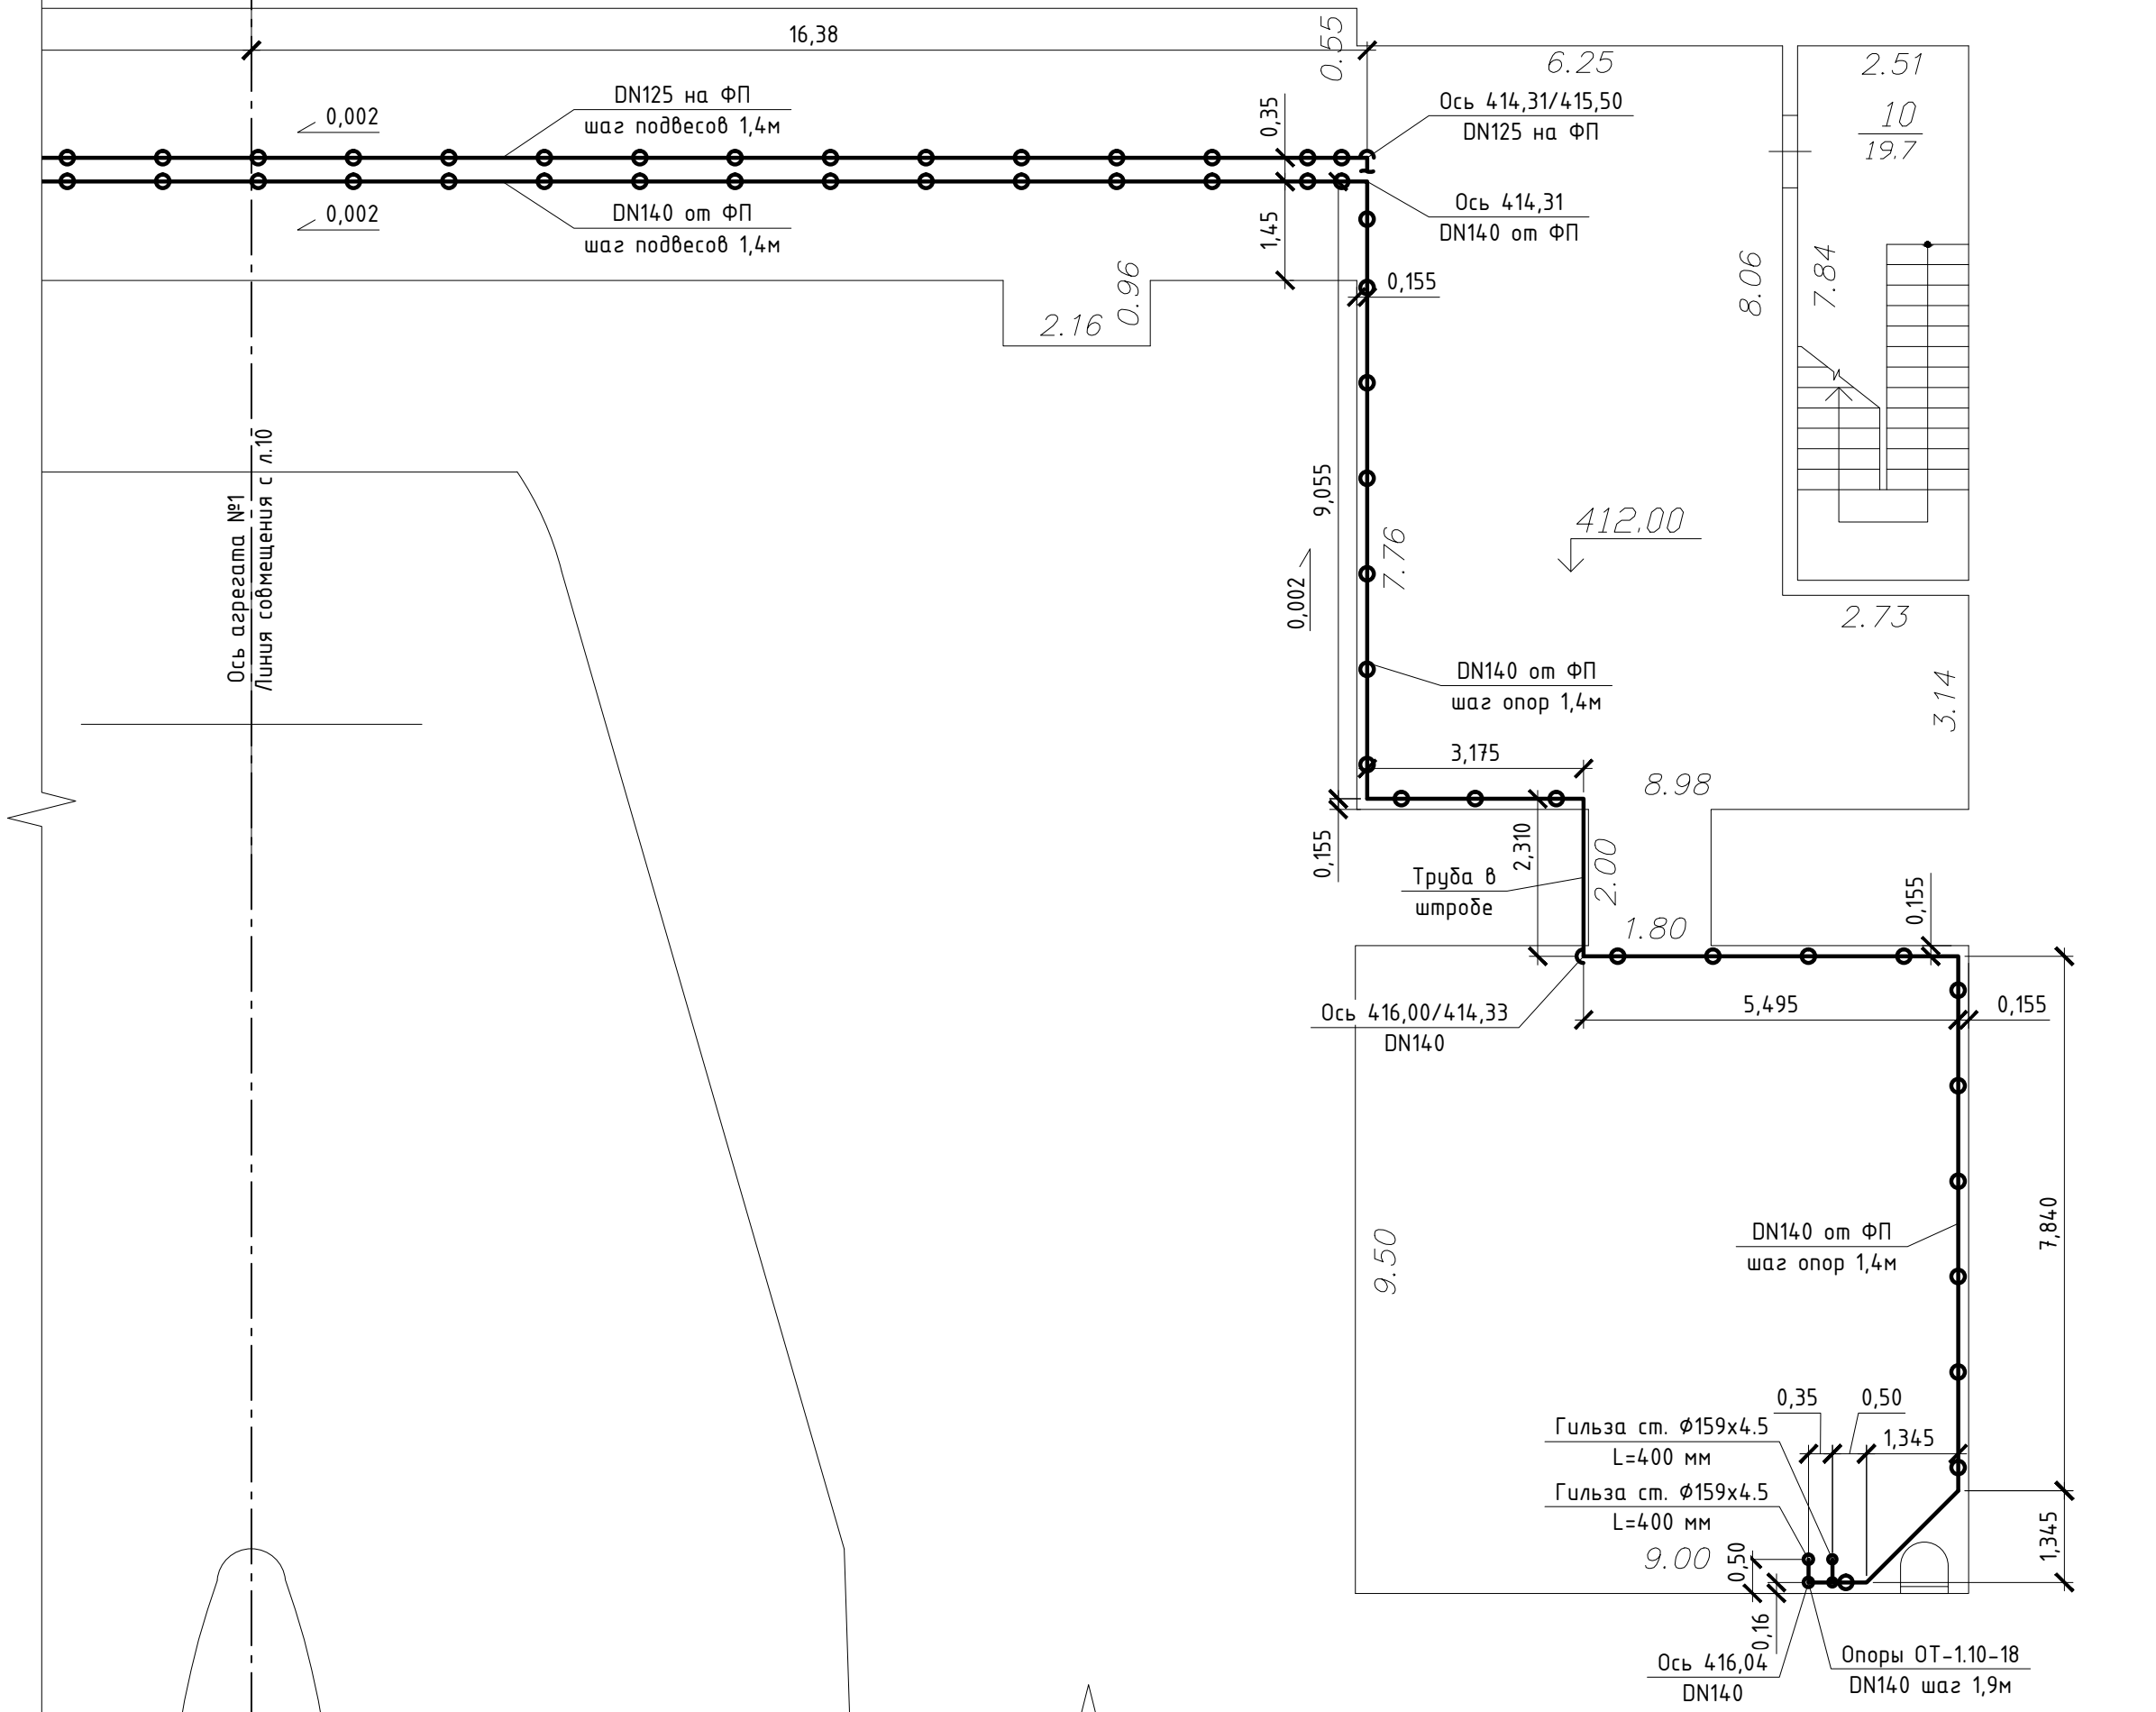 16,38
0.55
6.25
2.51
10
19.7
DN125 на ФП
шаг подвесов 1,4м
0,002
0,35
Ось 414,31/415,50
DN125 на ФП
0,002
DN140 от ФП
шаг подвесов 1,4м
1,45
Ось 414,31
DN140 от ФП
0,155
0.96
2.16
8.06
7.84
Ось агрегата №1
Линия совмещения с л.10
9,055
0,002
7.76
412.00
2.73
3.14
DN140 от ФП
шаг опор 1,4м
3,175
8.98
0,155
2,310
2.00
Труба в
штробе
1.80
0,155
Ось 416,00/414,33
DN140
5,495
0,155
9.50
7,840
DN140 от ФП
шаг опор 1,4м
0,35
0,50
1,345
Гильза ст. Ф159х4.5
L=400 мм
Гильза ст. Ф159х4.5
L=400 мм
9.00
0,50
0,16
1,345
Ось 416,04
DN140
Опоры ОТ-1.10-18
DN140 шаг 1,9м